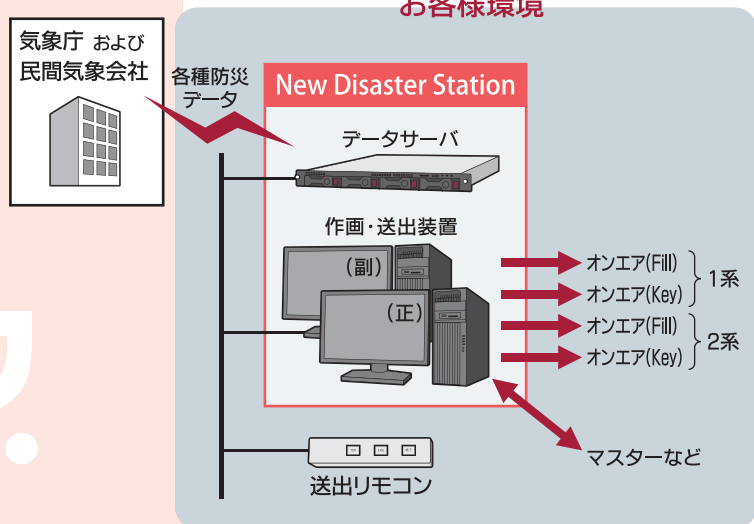 お客様環境
気象庁 および
民間気象会社
各種防災
データ
New Disaster Station
データサーバ
作画・送出装置
(副)
(正)
オンエア(Fill)
オンエア(Key)
1系
オンエア(Fill)
オンエア(Key)
2系
マスターなど
送出リモコン